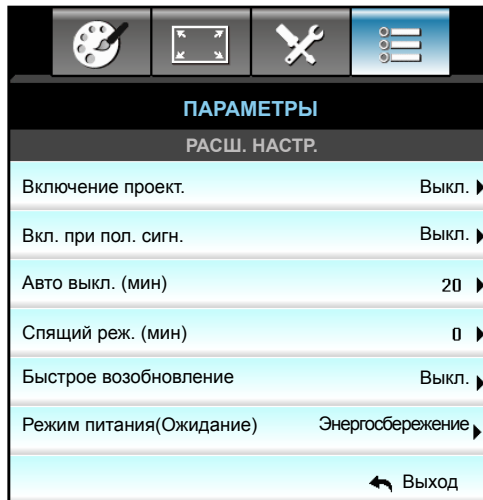 ПАРАМЕТРЫ
РАСШ. НАСТР.
Включение проект. Выкл.
Вкл. при пол. сигн. Выкл.
Авто выкл. (мин) 20
Спящий реж. (мин) 0
Быстрое возобновление Выкл.
Режим питания(Ожидание) Энергосбережение
Выход